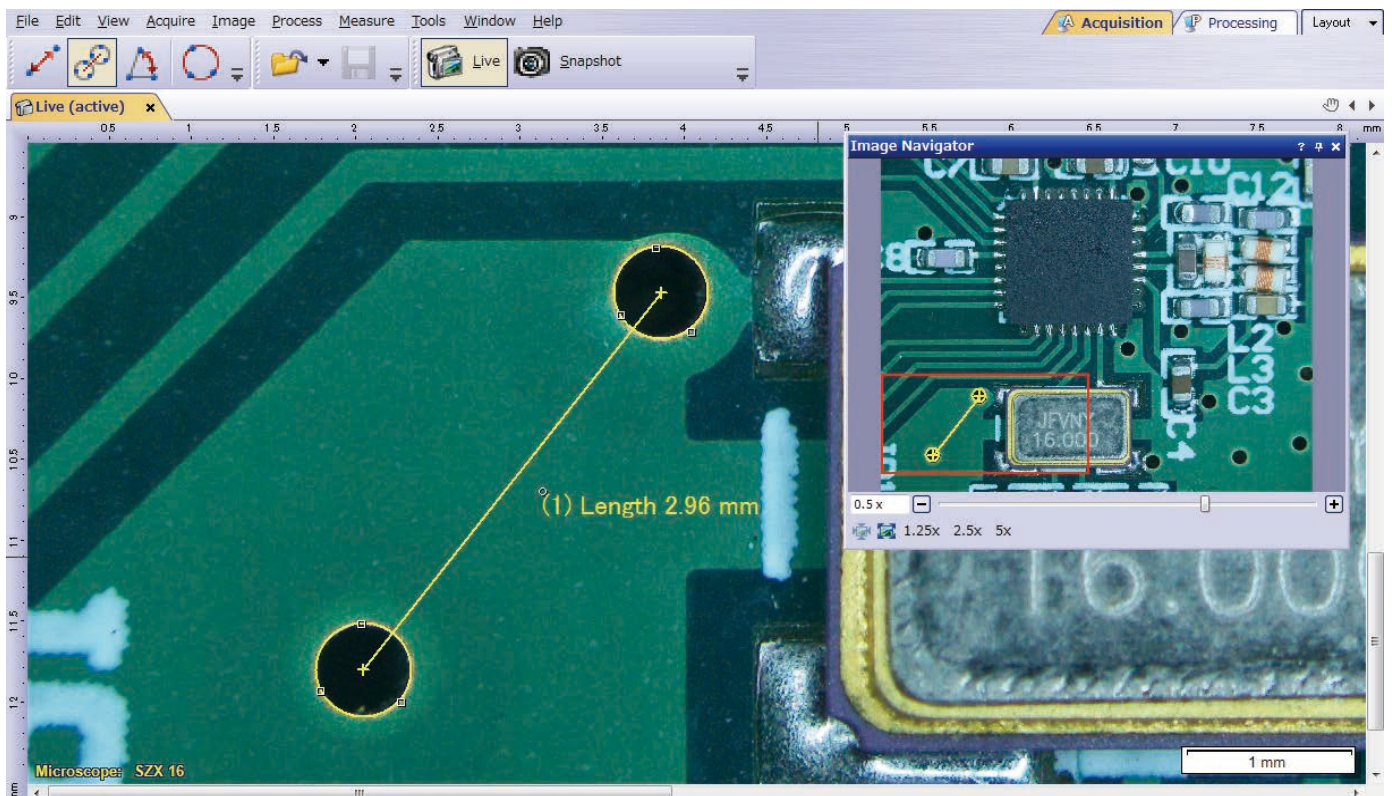 File Edit View Acquire Image Process Measure Tools Window Help
Acquisition Processing Layout
Live Snapshot
Live (active)
0.5 1 1.5 2 2.5 3 3.5 4 4.5 5 5.5 6 6.5 7 7.5 8 mm
Image Navigator
C12
L2
L3
C3
C4
JFVNY
16.000
0.5 x
1.25x 2.5x 5x
9
9.5
10
10.5
11
11.5
12
mm
(1) Length 2.96 mm
16.000
Microscope: SZX 16
1 mm